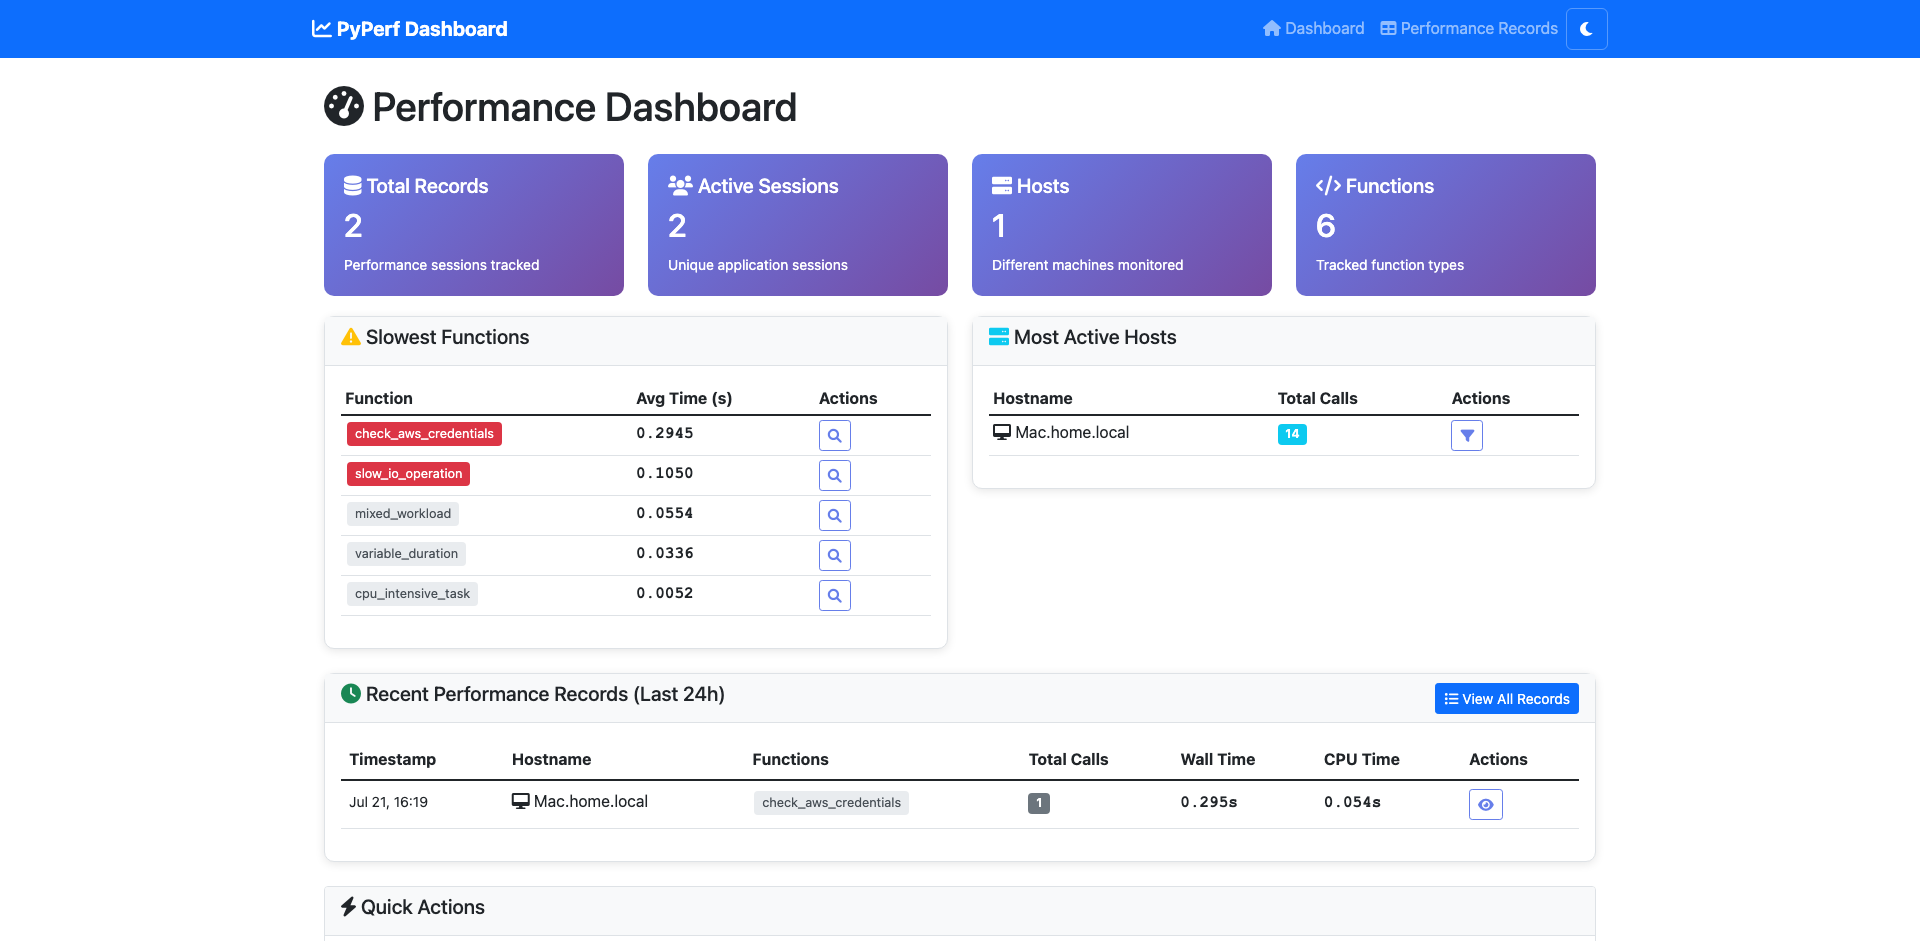 PyPerf Dashboard
Dashboard Performance Records
Performance Dashboard
Total Records
2
Performance sessions tracked
Active Sessions
2
Unique application sessions
Hosts
1
Different machines monitored
Functions
6
Tracked function types
Slowest Functions
Function Avg Time (s) Actions
check_aws_credentials 0.2945
slow_io_operation 0.1050
mixed_workload 0.0554
variable_duration 0.0336
cpu_intensive_task 0.0052
Most Active Hosts
Hostname Total Calls Actions
Mac.home.local 14
Recent Performance Records (Last 24h)
View All Records
Timestamp Hostname Functions Total Calls Wall Time CPU Time Actions
Jul 21, 16:19 Mac.home.local check_aws_credentials 1 0.295s 0.054s
Quick Actions